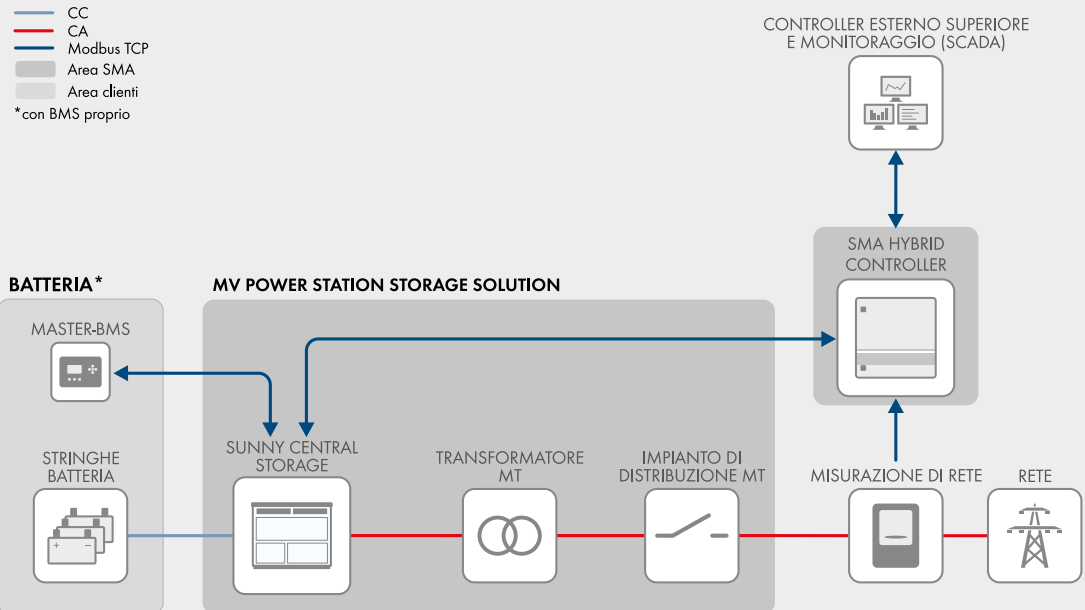 CC
CA
Modbus TCP
Area SMA
Area clienti
*con BMS proprio
CONTROLLER ESTERNO SUPERIORE
E MONITORAGGIO (SCADA)
SMA HYBRID
CONTROLLER
BATTERIA*
MV POWER STATION STORAGE SOLUTION
MASTER-BMS
STRINGHE
BATTERIA
SUNNY CENTRAL
STORAGE
TRANSFORMATORE
MT
IMPIANTO DI
DISTRIBUZIONE MT
MISURAZIONE DI RETE
RETE